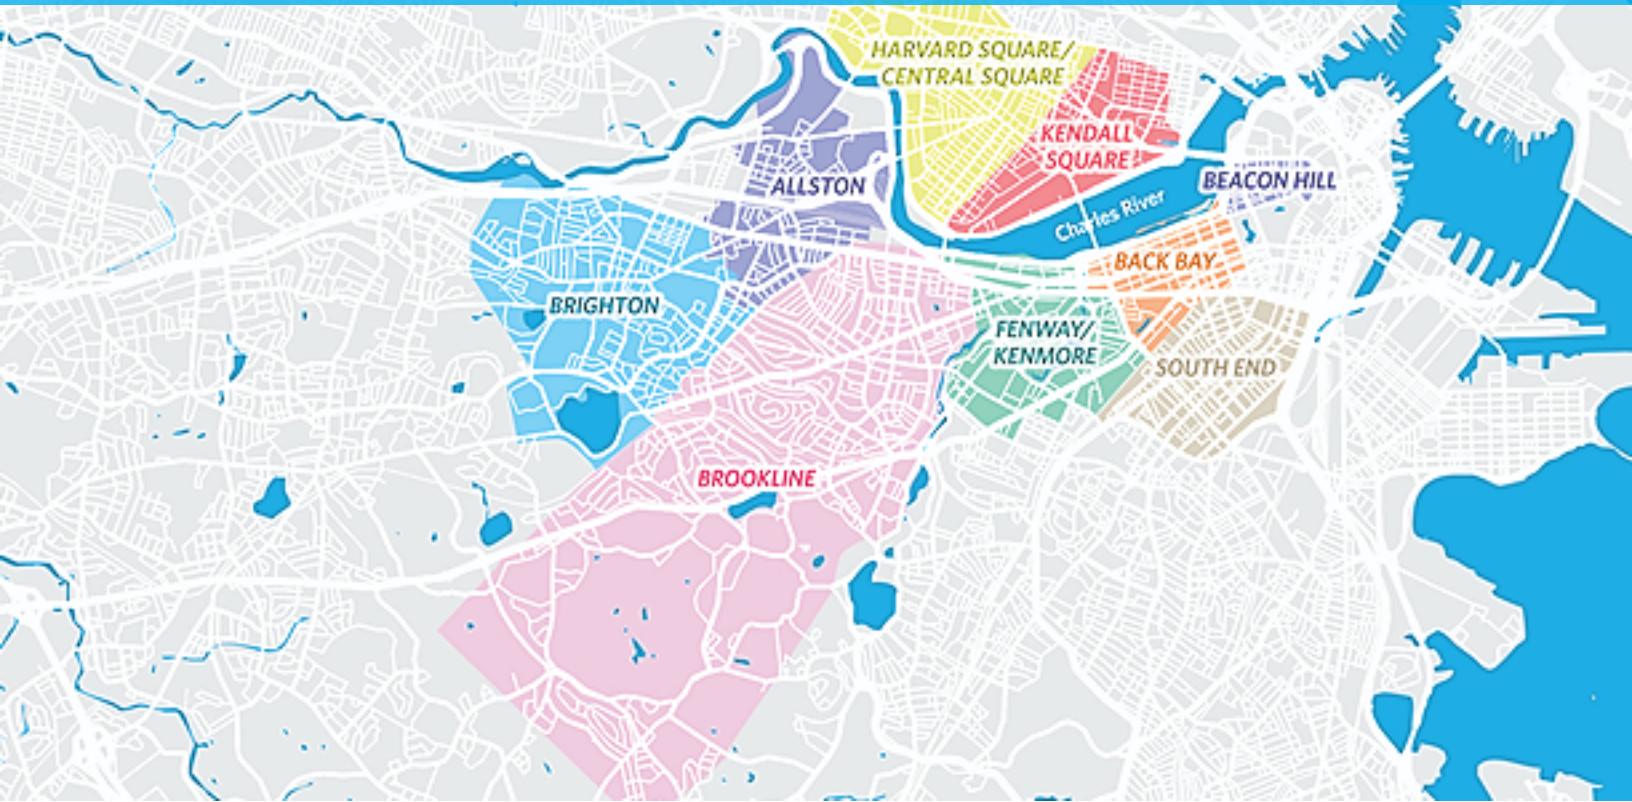 HARVARD SQUARE/
CENTRAL SQUARE
KENDALL
SQUARE
ALLSTON
BEACON HILL
Charles River
BACK BAY
BRIGHTON
FENWAY/
KENMORE
SOUTH END
BROOKLINE